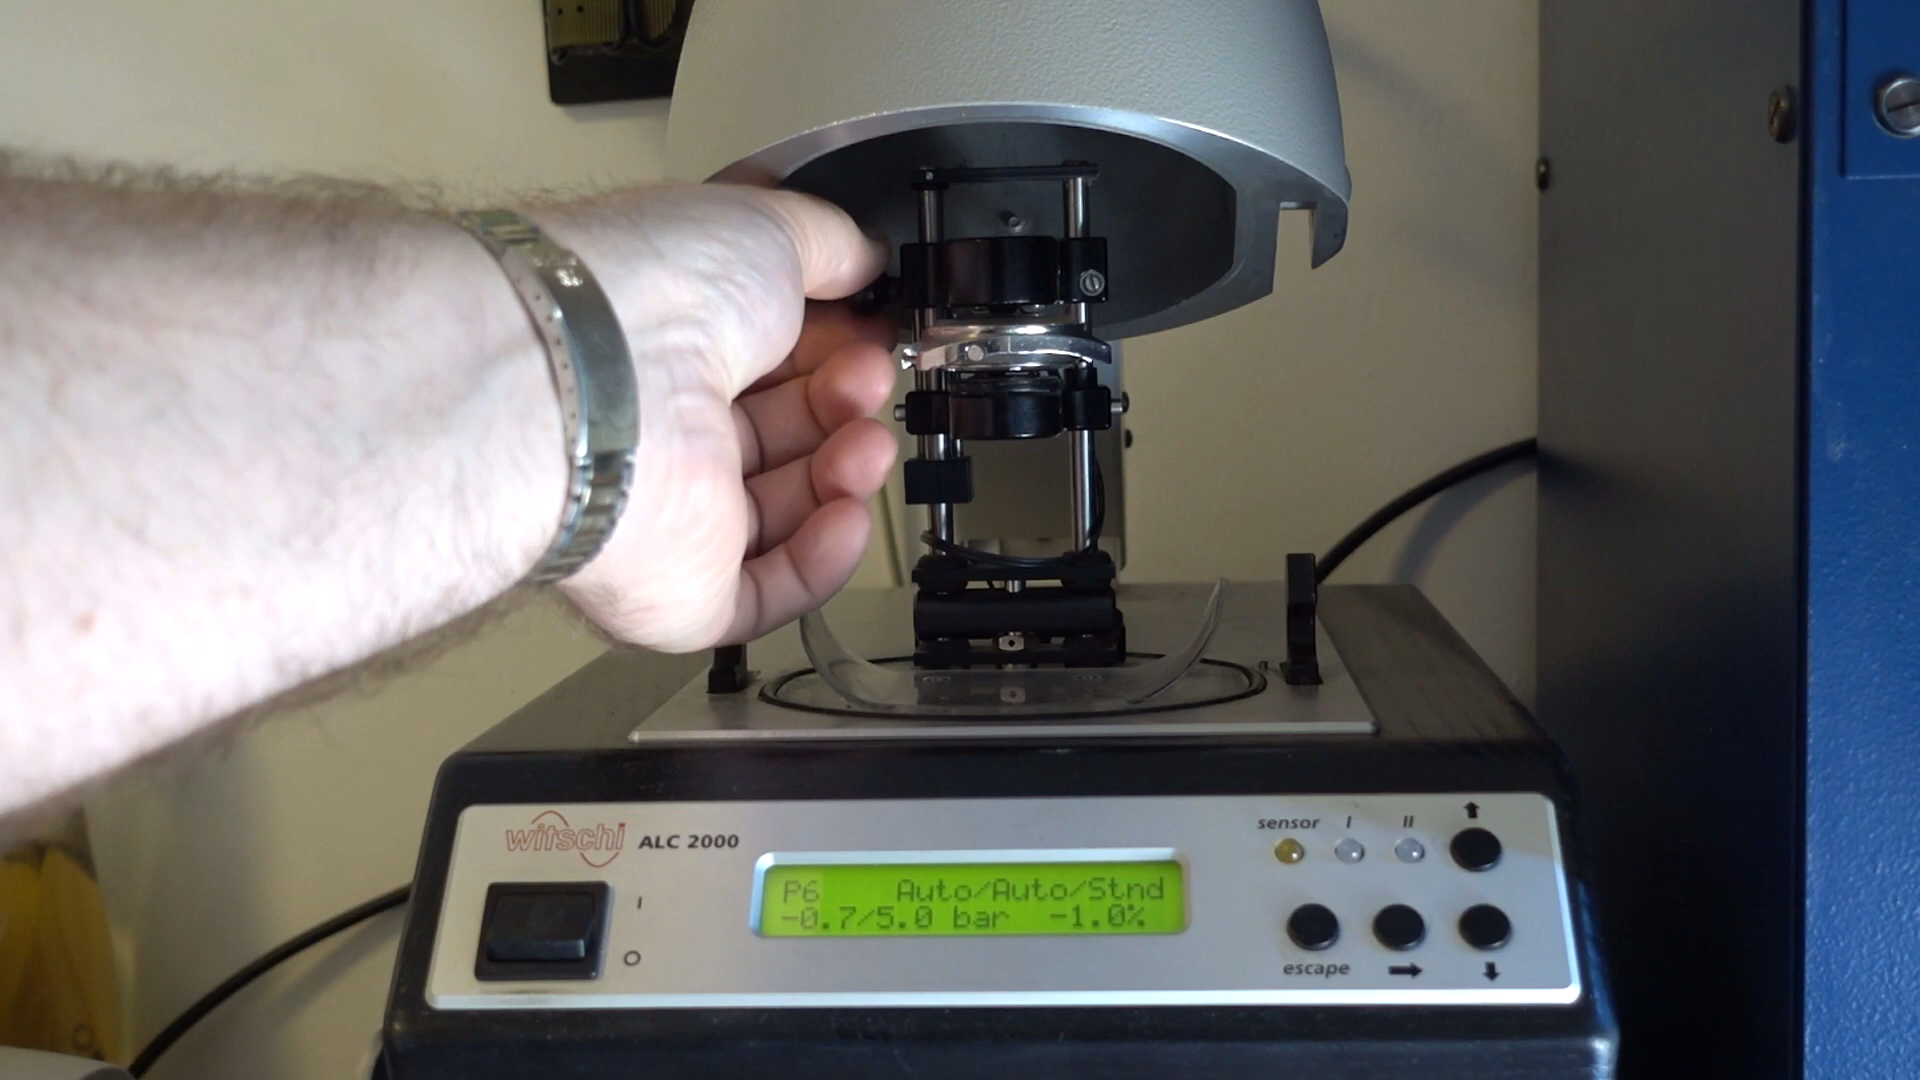 witschi ALC 2000
I
O
P6 Auto/Auto/Stnd
-0.7/5.0 bar -1.0%
sensor I II
escape